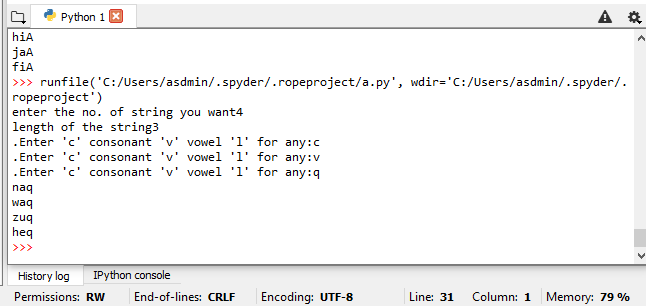 Python 1
hiA
jaA
fiA
>>> runfile('C:/Users/asdmin/.spyder/.ropeproject/a.py', wdir='C:/Users/asdmin/.spyder/.
ropeproject')
enter the no. of string you want4
length of the string3
.Enter 'c' consonant 'v' vowel 'l' for any:c
.Enter 'c' consonant 'v' vowel 'l' for any:v
.Enter 'c' consonant 'v' vowel 'l' for any:q
naq
waq
zuq
heq
>>>
History log IPython console
Permissions: RW End-of-lines: CRLF Encoding: UTF-8 Line: 31 Column: 1 Memory: 79 %